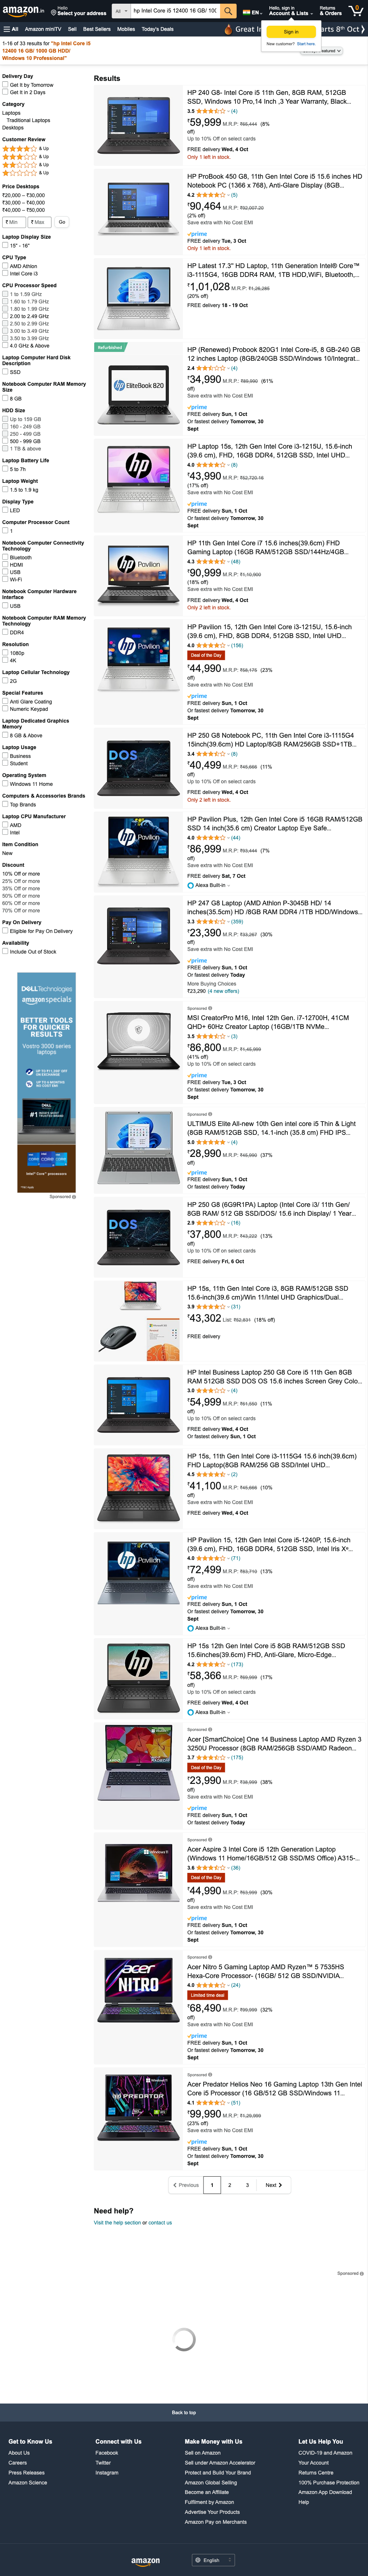 amazon.in
Hello
Select your address
All
hp Intel Core i5 12400 16 GB/ 100
EN
Hello, sign in
Account & Lists
Returns
& Orders
0
All
Amazon miniTV
Sell
Best Sellers
Mobiles
Today's Deals
Sign in
New customer? Start here.
1-16 of 33 results for "hp Intel Core i5
12400 16 GB/ 1000 GB HDD/
Windows 10 Professional"
Delivery Day
Get It by Tomorrow
Get It in 2 Days
Category
Laptops
Traditional Laptops
Desktops
Customer Review
& Up
& Up
& Up
& Up
Price Desktops
₹20,000 – ₹30,000
₹30,000 – ₹40,000
₹40,000 – ₹50,000
₹ Min
₹ Max
Go
Laptop Display Size
15" - 16"
CPU Type
AMD Athlon
Intel Core i3
CPU Processor Speed
1 to 1.59 GHz
1.60 to 1.79 GHz
1.80 to 1.99 GHz
2.00 to 2.49 GHz
2.50 to 2.99 GHz
3.00 to 3.49 GHz
3.50 to 3.99 GHz
4.0 GHz & Above
Laptop Computer Hard Disk
Description
SSD
Notebook Computer RAM Memory
Size
8 GB
HDD Size
Up to 159 GB
160 - 249 GB
250 - 499 GB
500 - 999 GB
1 TB & above
Laptop Battery Life
5 to 7h
Laptop Weight
1.5 to 1.9 kg
Display Type
LED
Computer Processor Count
1
Notebook Computer Connectivity
Technology
Bluetooth
HDMI
USB
Wi-Fi
Notebook Computer Hardware
Interface
USB
Notebook Computer RAM Memory
Technology
DDR4
Resolution
1080p
4K
Laptop Cellular Technology
2G
Special Features
Anti Glare Coating
Numeric Keypad
Laptop Dedicated Graphics
Memory
8 GB & Above
Laptop Usage
Business
Student
Operating System
Windows 11 Home
Computers & Accessories Brands
Top Brands
Laptop CPU Manufacturer
AMD
Intel
Item Condition
New
Discount
10% Off or more
25% Off or more
35% Off or more
50% Off or more
60% Off or more
70% Off or more
Pay On Delivery
Eligible for Pay On Delivery
Availability
Include Out of Stock
DELL Technologies
amazon specials
BETTER TOOLS
FOR QUICKER
WORK
Vostro 3000 series
laptops
Sponsored
Results
HP 240 G8- Intel Core i5 11th Gen, 8GB RAM, 512GB
SSD, Windows 10 Pro,14 Inch ,3 Year Warranty, Black...
3.5 (4)
₹59,999 M.R.P: (8%
off)
Up to 10% Off on select cards
FREE delivery Wed, 4 Oct
Only 1 left in stock.
HP ProBook 450 G8, 11th Gen Intel Core i5 15.6 inches HD
Notebook PC (1366 x 768), Anti-Glare Display (8GB...
4.2 (5)
₹90,464 M.R.P:
(2% off)
Save extra with No Cost EMI
prime
FREE delivery Tue, 3 Oct
Only 1 left in stock.
HP Latest 17.3" HD Laptop, 11th Generation Intel® Core™
i3-1115G4, 16GB DDR4 RAM, 1TB HDD,WiFi, Bluetooth,...
₹1,01,028 M.R.P:
(20% off)
FREE delivery 18 - 19 Oct
Refurbished
EliteBook 820
HP (Renewed) Probook 820G1 Intel Core-i5, 8 GB-240 GB
12 inches Laptop (8GB/240GB SSD/Windows 10/Integrat...
2.4 (4)
₹34,990 M.R.P: (61%
off)
Save extra with No Cost EMI
prime
FREE delivery Sun, 1 Oct
Or fastest delivery Tomorrow, 30
Sept
HP Laptop 15s, 12th Gen Intel Core i3-1215U, 15.6-inch
(39.6 cm), FHD, 16GB DDR4, 512GB SSD, Intel UHD...
4.0 (8)
₹43,990 M.R.P:
(17% off)
Save extra with No Cost EMI
prime
FREE delivery Sun, 1 Oct
Or fastest delivery Tomorrow, 30
Sept
Pavilion
HP 11th Gen Intel Core i7 15.6 inches(39.6cm) FHD
Gaming Laptop (16GB RAM/512GB SSD/144Hz/4GB...
4.3 (48)
₹90,999 M.R.P:
(18% off)
Save extra with No Cost EMI
FREE delivery Wed, 4 Oct
Only 2 left in stock.
Pavilion
HP Pavilion 15, 12th Gen Intel Core i3-1215U, 15.6-inch
(39.6 cm), FHD, 8GB DDR4, 512GB SSD, Intel UHD...
4.0 (156)
Deal of the Day
₹44,990 M.R.P: (23%
off)
Save extra with No Cost EMI
prime
FREE delivery Sun, 1 Oct
Or fastest delivery Tomorrow, 30
Sept
DOS
HP 250 G8 Notebook PC, 11th Gen Intel Core i3-1115G4
15inch(39.6cm) HD Laptop/8GB RAM/256GB SSD+1TB...
3.4 (8)
₹40,499 M.R.P: (11%
off)
Up to 10% Off on select cards
FREE delivery Wed, 4 Oct
Only 2 left in stock.
Pavilion
HP Pavilion Plus, 12th Gen Intel Core i5 16GB RAM/512GB
SSD 14 inch(35.6 cm) Creator Laptop Eye Safe...
4.0 (44)
₹86,999 M.R.P: (7%
off)
Save extra with No Cost EMI
FREE delivery Sat, 7 Oct
Alexa Built-in
HP 247 G8 Laptop (AMD Athlon P-3045B HD/ 14
inches(35.5cm) HD /8GB RAM DDR4 /1TB HDD/Windows...
3.3 (359)
₹23,390 M.R.P: (30%
off)
Save extra with No Cost EMI
prime
FREE delivery Sun, 1 Oct
Or fastest delivery Today
More Buying Choices
₹23,290 (4 new offers)
Sponsored
MSI CreatorPro M16, Intel 12th Gen. i7-12700H, 41CM
QHD+ 60Hz Creator Laptop (16GB/1TB NVMe...
3.5 (3)
₹86,800 M.R.P:
(41% off)
Up to 10% Off on select cards
prime
FREE delivery Tue, 3 Oct
Or fastest delivery Tomorrow, 30
Sept
Sponsored
ULTIMUS Elite All-new 10th Gen intel core i5 Thin & Light
(8GB RAM/512GB SSD, 14.1-inch (35.8 cm) FHD IPS...
5.0 (4)
₹28,990 M.R.P: (37%
off)
prime
FREE delivery Sun, 1 Oct
Or fastest delivery Today
DOS
HP 250 G8 (6G9R1PA) Laptop (Intel Core i3/ 11th Gen/
8GB RAM/ 512 GB SSD/DOS/ 15.6 inch Display/ 1 Year...
2.9 (16)
₹37,800 M.R.P: (13%
off)
Up to 10% Off on select cards
FREE delivery Fri, 6 Oct
HP 15s, 11th Gen Intel Core i3, 8GB RAM/512GB SSD
15.6-inch(39.6 cm)/Win 11/Intel UHD Graphics/Dual...
3.9 (31)
₹43,302 List: (18% off)
FREE delivery
HP Intel Business Laptop 250 G8 Core i5 11th Gen 8GB
RAM 512GB SSD DOS OS 15.6 inches Screen Grey Colo...
3.0 (4)
₹54,999 M.R.P: (11%
off)
Up to 10% Off on select cards
FREE delivery Wed, 4 Oct
Or fastest delivery Sun, 1 Oct
HP 15s, 11th Gen Intel Core i3-1115G4 15.6 inch(39.6cm)
FHD Laptop(8GB RAM/256 GB SSD/Intel UHD...
4.5 (2)
₹41,100 M.R.P: (10%
off)
Save extra with No Cost EMI
FREE delivery Wed, 4 Oct
Pavilion
HP Pavilion 15, 12th Gen Intel Core i5-1240P, 15.6-inch
(39.6 cm), FHD, 16GB DDR4, 512GB SSD, Intel Iris Xᵉ...
4.0 (71)
₹72,499 M.R.P: (13%
off)
Save extra with No Cost EMI
prime
FREE delivery Sun, 1 Oct
Or fastest delivery Tomorrow, 30
Sept
Alexa Built-in
HP 15s 12th Gen Intel Core i5 8GB RAM/512GB SSD
15.6inches(39.6cm) FHD, Anti-Glare, Micro-Edge...
4.2 (173)
₹58,366 M.R.P: (17%
off)
Up to 10% Off on select cards
FREE delivery Wed, 4 Oct
Alexa Built-in
Sponsored
Acer [SmartChoice] One 14 Business Laptop AMD Ryzen 3
3250U Processor (8GB RAM/256GB SSD/AMD Radeon...
3.7 (175)
Deal of the Day
₹23,990 M.R.P: (38%
off)
Save extra with No Cost EMI
prime
FREE delivery Sun, 1 Oct
Or fastest delivery Today
Sponsored
Acer Aspire 3 Intel Core i5 12th Generation Laptop
(Windows 11 Home/16GB/512 GB SSD/MS Office) A315-...
3.6 (36)
Deal of the Day
₹44,990 M.R.P: (30%
off)
Save extra with No Cost EMI
prime
FREE delivery Sun, 1 Oct
Or fastest delivery Tomorrow, 30
Sept
Sponsored
acer
NITRO
Acer Nitro 5 Gaming Laptop AMD Ryzen™ 5 7535HS
Hexa-Core Processor- (16GB/ 512 GB SSD/NVIDIA...
4.0 (24)
Limited time deal
₹68,490 M.R.P: (32%
off)
Save extra with No Cost EMI
prime
FREE delivery Sun, 1 Oct
Or fastest delivery Tomorrow, 30
Sept
Sponsored
Acer Predator Helios Neo 16 Gaming Laptop 13th Gen Intel
Core i5 Processor (16 GB/512 GB SSD/Windows 11...
4.1 (51)
₹99,990 M.R.P:
(23% off)
Save extra with No Cost EMI
prime
FREE delivery Sun, 1 Oct
Or fastest delivery Tomorrow, 30
Sept
Previous
1
2
3
Next
Need help?
Visit the help section or contact us
Sponsored
Back to top
Get to Know Us
About Us
Careers
Press Releases
Amazon Science
Connect with Us
Facebook
Twitter
Instagram
Make Money with Us
Sell on Amazon
Sell under Amazon Accelerator
Protect and Build Your Brand
Amazon Global Selling
Become an Affiliate
Fulfilment by Amazon
Advertise Your Products
Amazon Pay on Merchants
Let Us Help You
COVID-19 and Amazon
Your Account
Returns Centre
100% Purchase Protection
Amazon App Download
Help
amazon
English